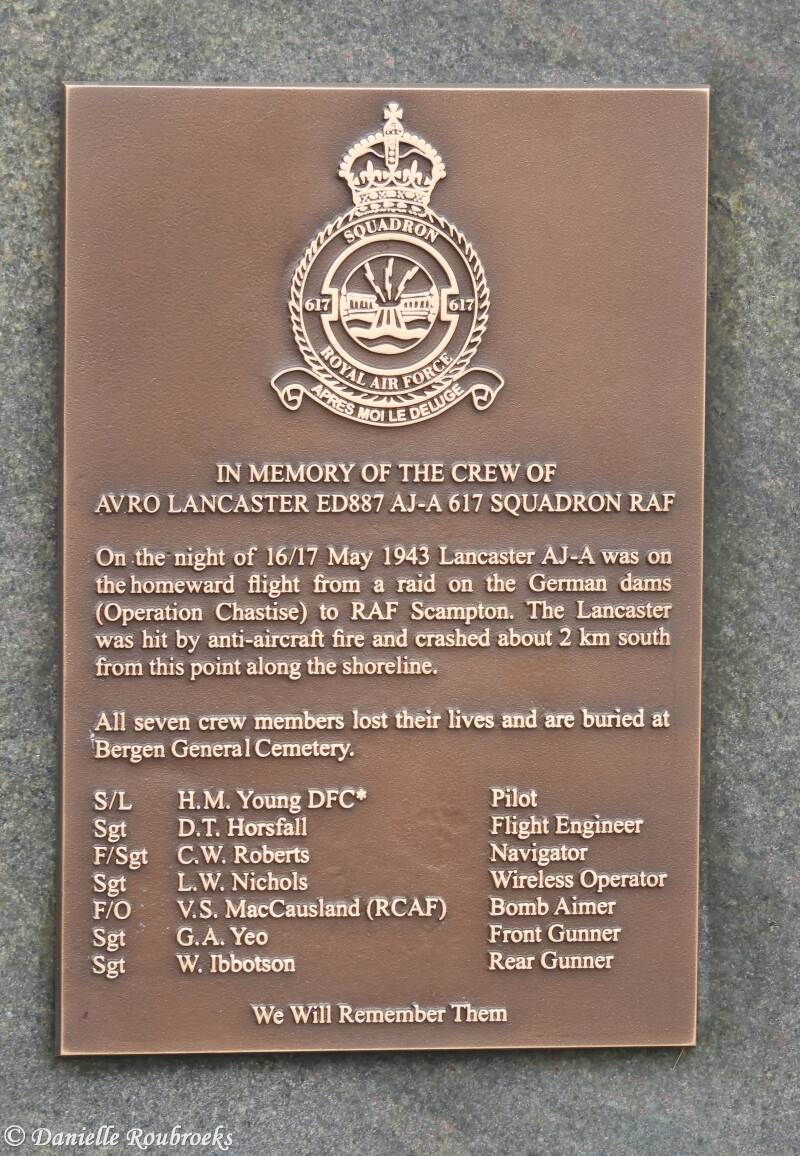 SQUADRON
617 617
ROYAL AIR FORCE
APRES MOI LE DELUGE
IN MEMORY OF THE CREW OF
AVRO LANCASTER ED887 AJ-A 617 SQUADRON RAF
On the night of 16/17 May 1943 Lancaster AJ-A was on
the homeward flight from a raid on the German dams
(Operation Chastise) to RAF Scampton. The Lancaster
was hit by anti-aircraft fire and crashed about 2 km south
from this point along the shoreline.
All seven crew members lost their lives and are buried at
Bergen General Cemetery.
S/L H.M. Young DFC* Pilot
Sgt D.T. Horsfall Flight Engineer
F/Sgt C.W. Roberts Navigator
Sgt L.W. Nichols Wireless Operator
F/O V.S. MacCausland (RCAF) Bomb Aimer
Sgt G.A. Yeo Front Gunner
Sgt W. Ibbotson Rear Gunner
We Will Remember Them
© Danielle Roubroeks